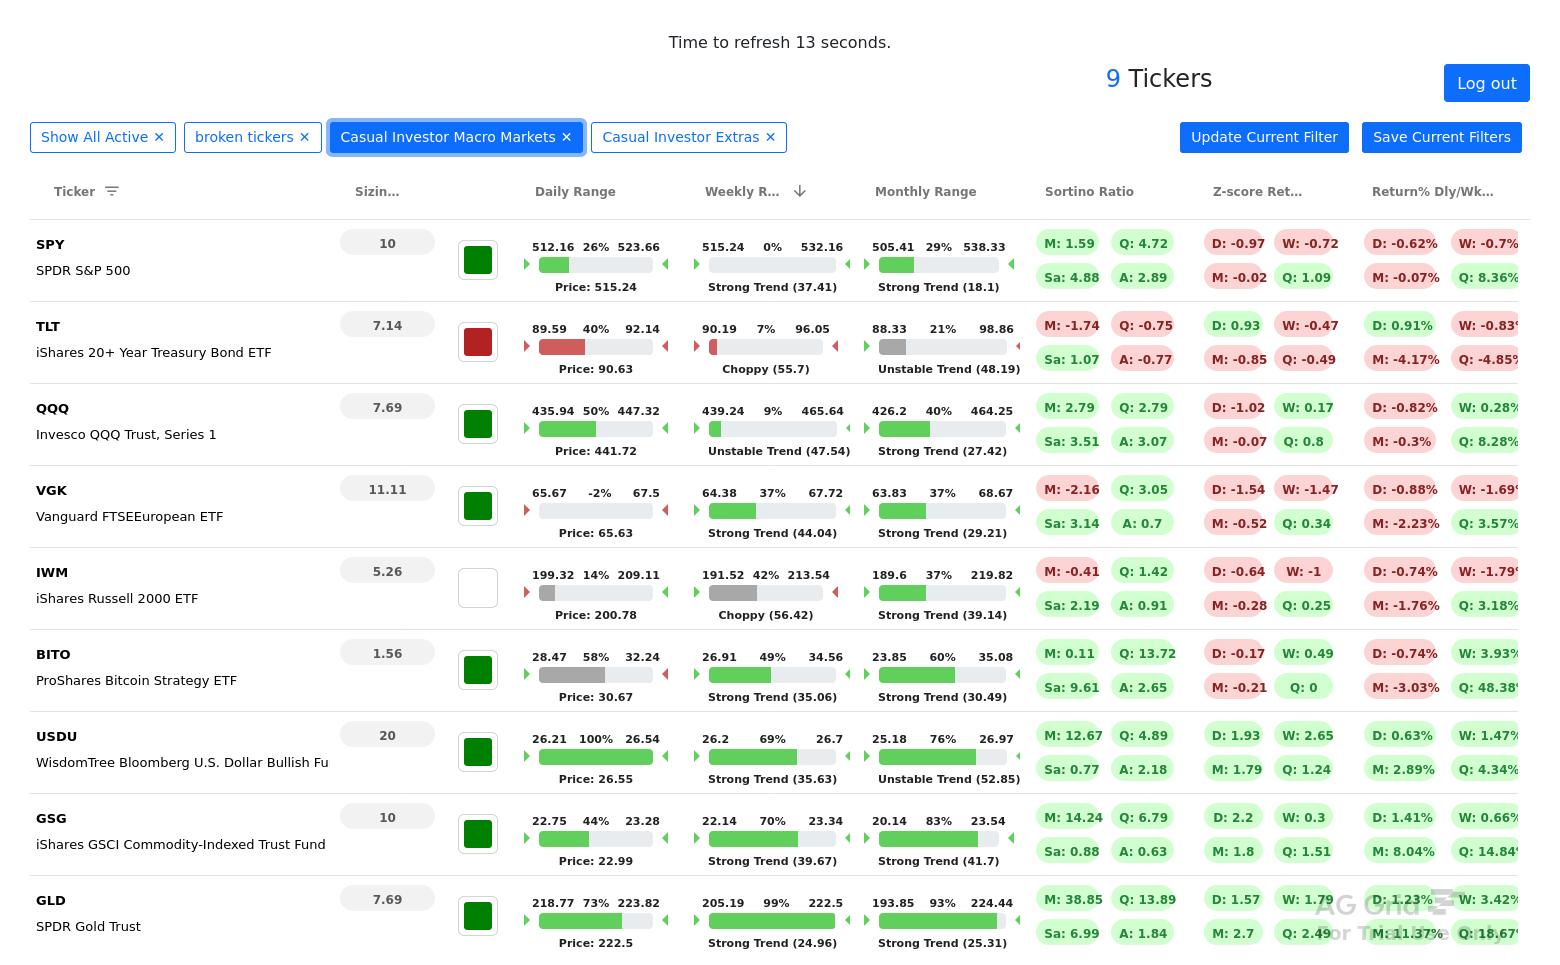 Time to refresh 13 seconds.
9 Tickers
Log out
Show All Active ✕ broken tickers ✕ Casual Investor Macro Markets ✕ Casual Investor Extras ✕ Update Current Filter Save Current Filters
Ticker Sizin... Daily Range Weekly R... Monthly Range Sortino Ratio Z-score Ret... Return% Dly/Wk...
SPY 10
SPDR S&P 500
512.16 26% 523.66 515.24 0% 532.16 505.41 29% 538.33
Price: 515.24 Strong Trend (37.41) Strong Trend (18.1)
M: 1.59 Q: 4.72 D: -0.97 W: -0.72 D: -0.62% W: -0.7%
Sa: 4.88 A: 2.89 M: -0.02 Q: 1.09 M: -0.07% Q: 8.36%
TLT 7.14
iShares 20+ Year Treasury Bond ETF
89.59 40% 92.14 90.19 7% 96.05 88.33 21% 98.86
Price: 90.63 Choppy (55.7) Unstable Trend (48.19)
M: -1.74 Q: -0.75 D: 0.93 W: -0.47 D: 0.91% W: -0.83%
Sa: 1.07 A: -0.77 M: -0.85 Q: -0.49 M: -4.17% Q: -4.85%
QQQ 7.69
Invesco QQQ Trust, Series 1
435.94 50% 447.32 439.24 9% 465.64 426.2 40% 464.25
Price: 441.72 Unstable Trend (47.54) Strong Trend (27.42)
M: 2.79 Q: 2.79 D: -1.02 W: 0.17 D: -0.82% W: 0.28%
Sa: 3.51 A: 3.07 M: -0.07 Q: 0.8 M: -0.3% Q: 8.28%
VGK 11.11
Vanguard FTSEEuropean ETF
65.67 -2% 67.5 64.38 37% 67.72 63.83 37% 68.67
Price: 65.63 Strong Trend (44.04) Strong Trend (29.21)
M: -2.16 Q: 3.05 D: -1.54 W: -1.47 D: -0.88% W: -1.69%
Sa: 3.14 A: 0.7 M: -0.52 Q: 0.34 M: -2.23% Q: 3.57%
IWM 5.26
iShares Russell 2000 ETF
199.32 14% 209.11 191.52 42% 213.54 189.6 37% 219.82
Price: 200.78 Choppy (56.42) Strong Trend (39.14)
M: -0.41 Q: 1.42 D: -0.64 W: -1 D: -0.74% W: -1.79%
Sa: 2.19 A: 0.91 M: -0.28 Q: 0.25 M: -1.76% Q: 3.18%
BITO 1.56
ProShares Bitcoin Strategy ETF
28.47 58% 32.24 26.91 49% 34.56 23.85 60% 35.08
Price: 30.67 Strong Trend (35.06) Strong Trend (30.49)
M: 0.11 Q: 13.72 D: -0.17 W: 0.49 D: -0.74% W: 3.93%
Sa: 9.61 A: 2.65 M: -0.21 Q: 0 M: -3.03% Q: 48.38%
USDU 20
WisdomTree Bloomberg U.S. Dollar Bullish Fu
26.21 100% 26.54 26.2 69% 26.7 25.18 76% 26.97
Price: 26.55 Strong Trend (35.63) Unstable Trend (52.85)
M: 12.67 Q: 4.89 D: 1.93 W: 2.65 D: 0.63% W: 1.47%
Sa: 0.77 A: 2.18 M: 1.79 Q: 1.24 M: 2.89% Q: 4.34%
GSG 10
iShares GSCI Commodity-Indexed Trust Fund
22.75 44% 23.28 22.14 70% 23.34 20.14 83% 23.54
Price: 22.99 Strong Trend (39.67) Strong Trend (41.7)
M: 14.24 Q: 6.79 D: 2.2 W: 0.3 D: 1.41% W: 0.66%
Sa: 0.88 A: 0.63 M: 1.8 Q: 1.51 M: 8.04% Q: 14.84%
GLD 7.69
SPDR Gold Trust
218.77 73% 223.82 205.19 99% 222.5 193.85 93% 224.44
Price: 222.5 Strong Trend (24.96) Strong Trend (25.31)
M: 38.85 Q: 13.89 D: 1.57 W: 1.79 D: 1.23% W: 3.42%
Sa: 6.99 A: 1.84 M: 2.7 Q: 2.49 M: 11.37% Q: 18.67%
AG Grid
For Trial Use Only